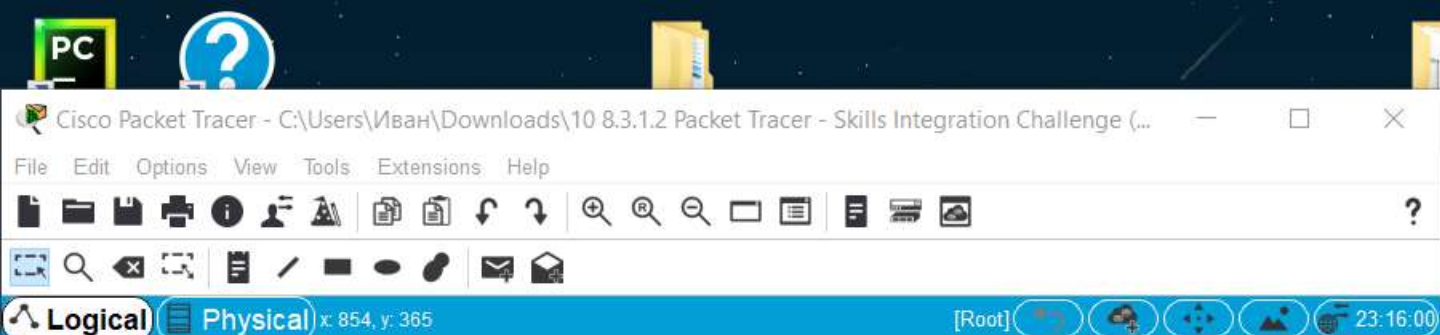 PC
?
Cisco Packet Tracer - C:\Users\Иван\Downloads\10 8.3.1.2 Packet Tracer - Skills Integration Challenge (...
File Edit Options View Tools Extensions Help
?
Logical Physical x: 854, y: 365 [Root] 23:16:00